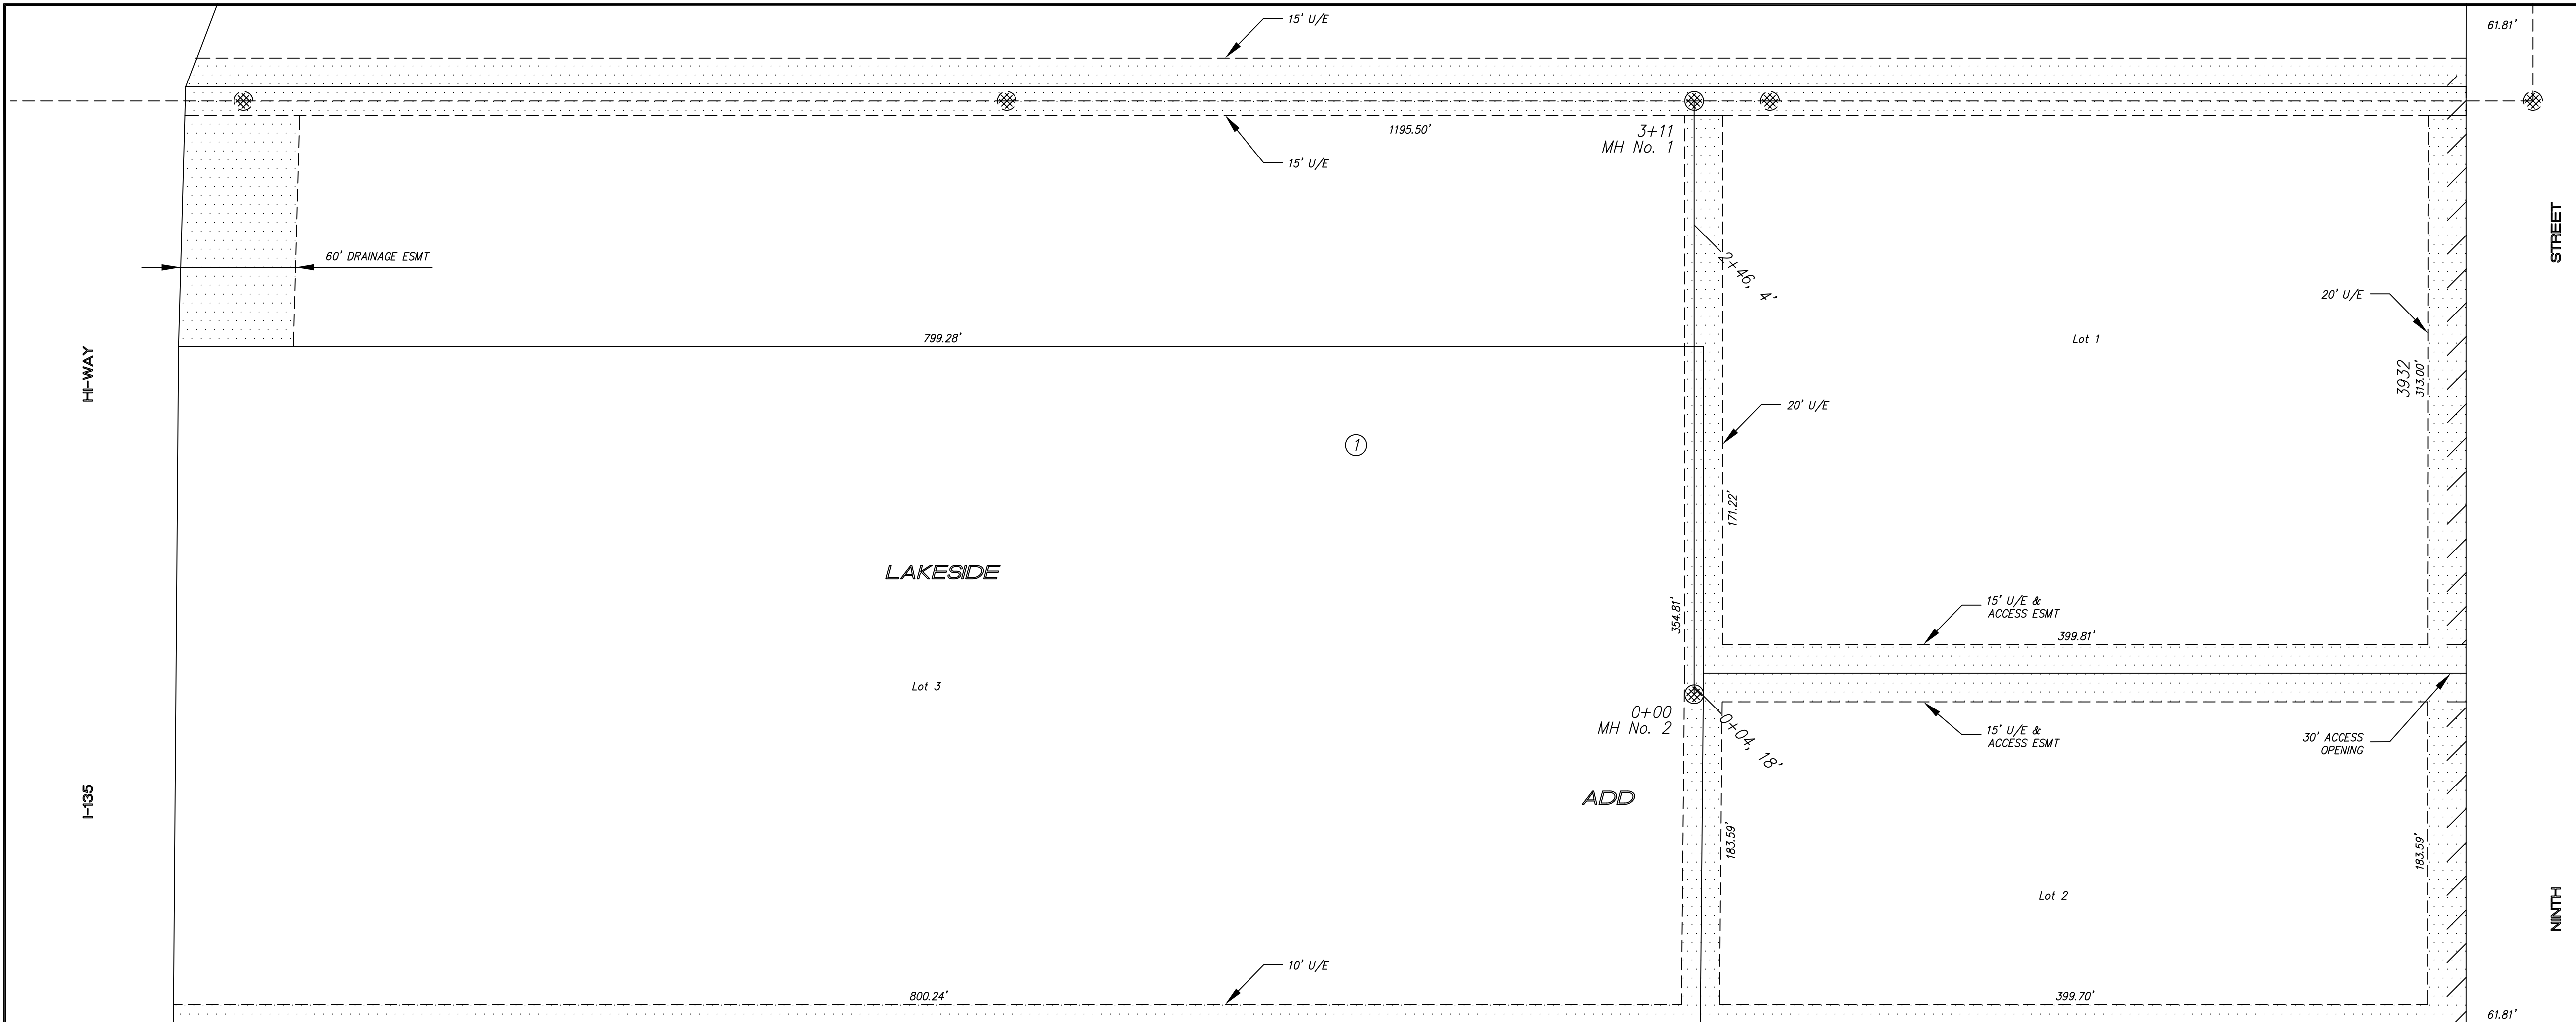 15' U/E
61.81'
1195.50'
3+11
MH No. 1
15' U/E
STREET
60' DRAINAGE ESMT
2+46, 4'
20' U/E
799.28'
Lot 1
HI-WAY
3932
313.00'
20' U/E
1
171.22'
LAKESIDE
354.81'
15' U/E &
ACCESS ESMT
399.81'
Lot 3
0+00
MH No. 2
0+04, 18'
15' U/E &
ACCESS ESMT
30' ACCESS
OPENING
I-135
ADD
183.59'
183.59'
Lot 2
NINTH
10' U/E
800.24'
399.70'
61.81'